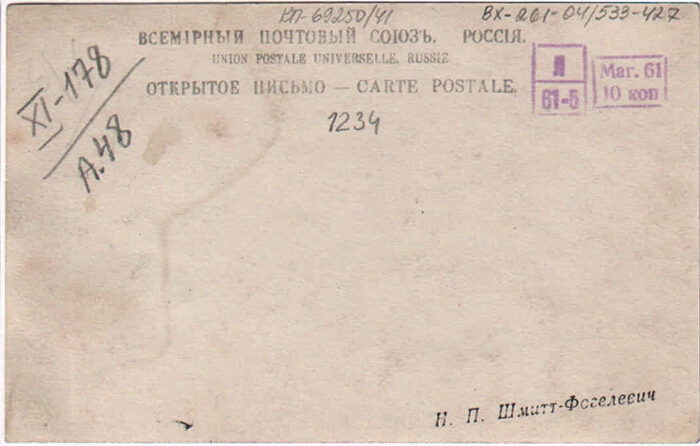 КП-69250/41
ВХ-261-04/533-427
ВСЕМІРНЫЙ ПОЧТОВЫЙ СОЮЗЪ. РОССІЯ.
UNION POSTALE UNIVERSELLE. RUSSIE
ОТКРЫТОЕ ПИСЬМО — CARTE POSTALE.
Л
61-5
Маг. 61
10 коп
XI-178
А.48
1234
Н. П. Шмитт-Фогелевич